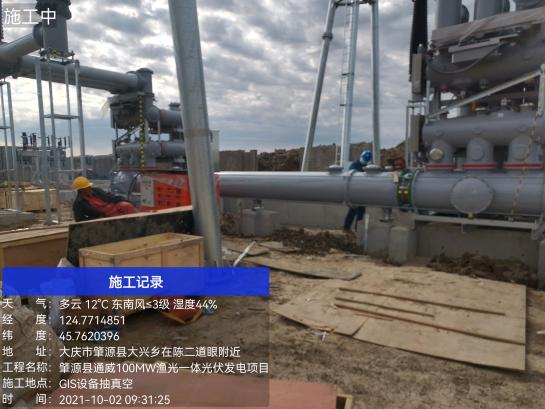 施工中
施工记录
天 气：多云 12℃ 东南风≤3级 湿度44%
经 度：124.7714851
纬 度：45.7620396
地 址：大庆市肇源县大兴乡在陈二道眼附近
工程名称：肇源县通威100MW渔光一体光伏发电项目
施工地点：GIS设备抽真空
时 间：2021-10-02 09:31:25